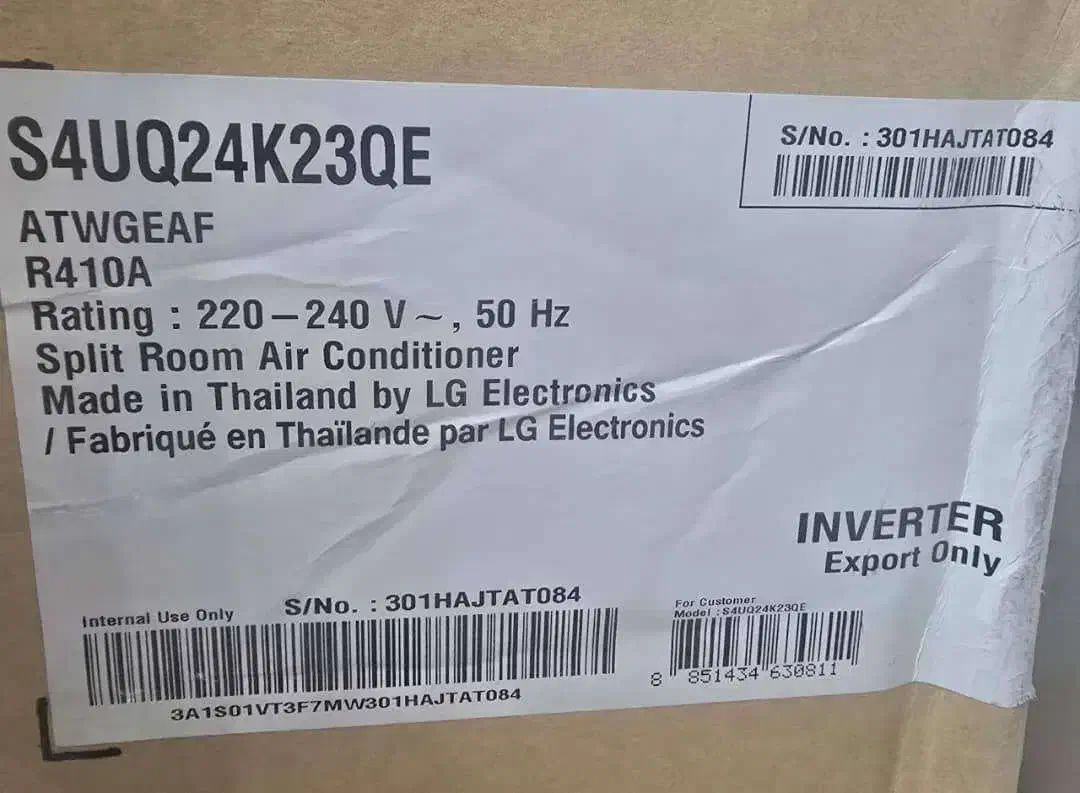 S4UQ24K23QE
S/No. : 301HAJTAT084
ATWGEAF
R410A
Rating : 220－240 V～, 50 Hz
Split Room Air Conditioner
Made in Thailand by LG Electronics
/ Fabriqué en Thaïlande par LG Electronics
INVERTER
Export Only
Internal Use Only
S/No. : 301HAJTAT084
3A1S01VT3F7MW301HAJTAT084
For Customer
Model : S4UQ24K23QE
8 851434 630811